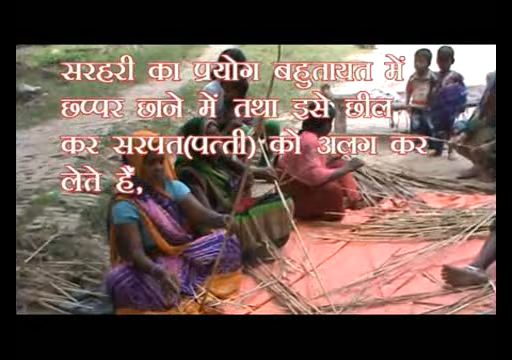 सरहरी का प्रयोग बहुतायत में
छप्पर छाने में तथा इसे छील
कर सरपत(पत्ती) को अलग कर
लेते हैं,